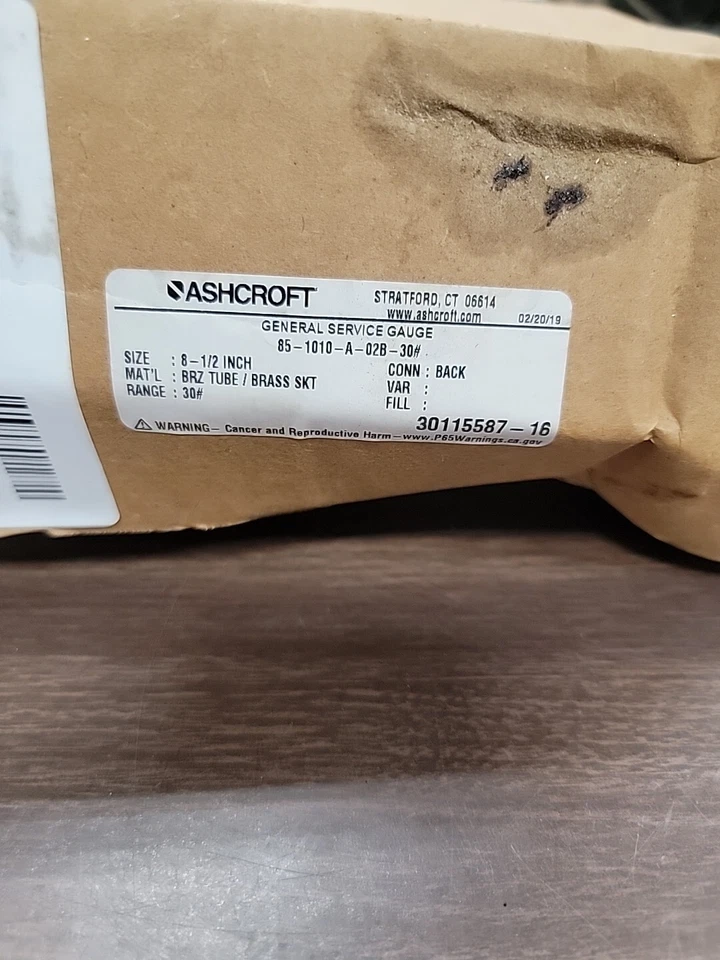 ASHCROFT
STRATFORD, CT 06614
www.ashcroft.com
02/20/19
GENERAL SERVICE GAUGE
85-1010-A-02B-30#
SIZE : 8-1/2 INCH
MAT'L : BRZ TUBE / BRASS SKT
RANGE : 30#
CONN : BACK
VAR :
FILL :
30115587-16
⚠ WARNING- Cancer and Reproductive Harm-www.P65Warnings.ca.gov